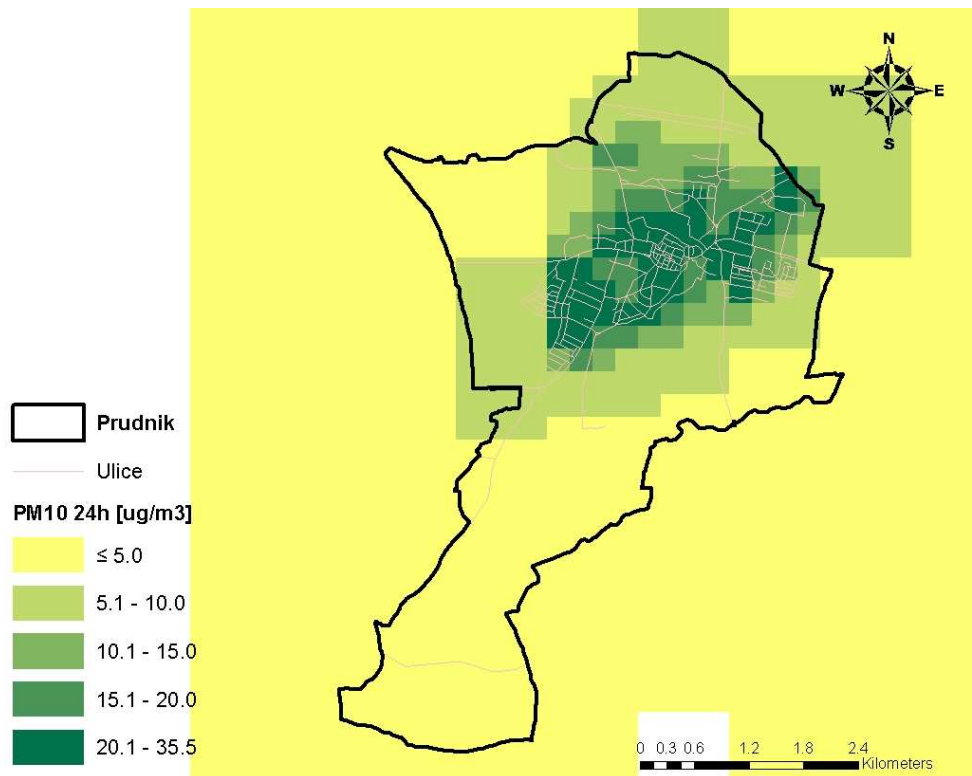 N
W E
S
Prudnik
Ulice
PM10 24h [ug/m3]
≤ 5.0
5.1 - 10.0
10.1 - 15.0
15.1 - 20.0
20.1 - 35.5
0 0.3 0.6 1.2 1.8 2.4
Kilometers